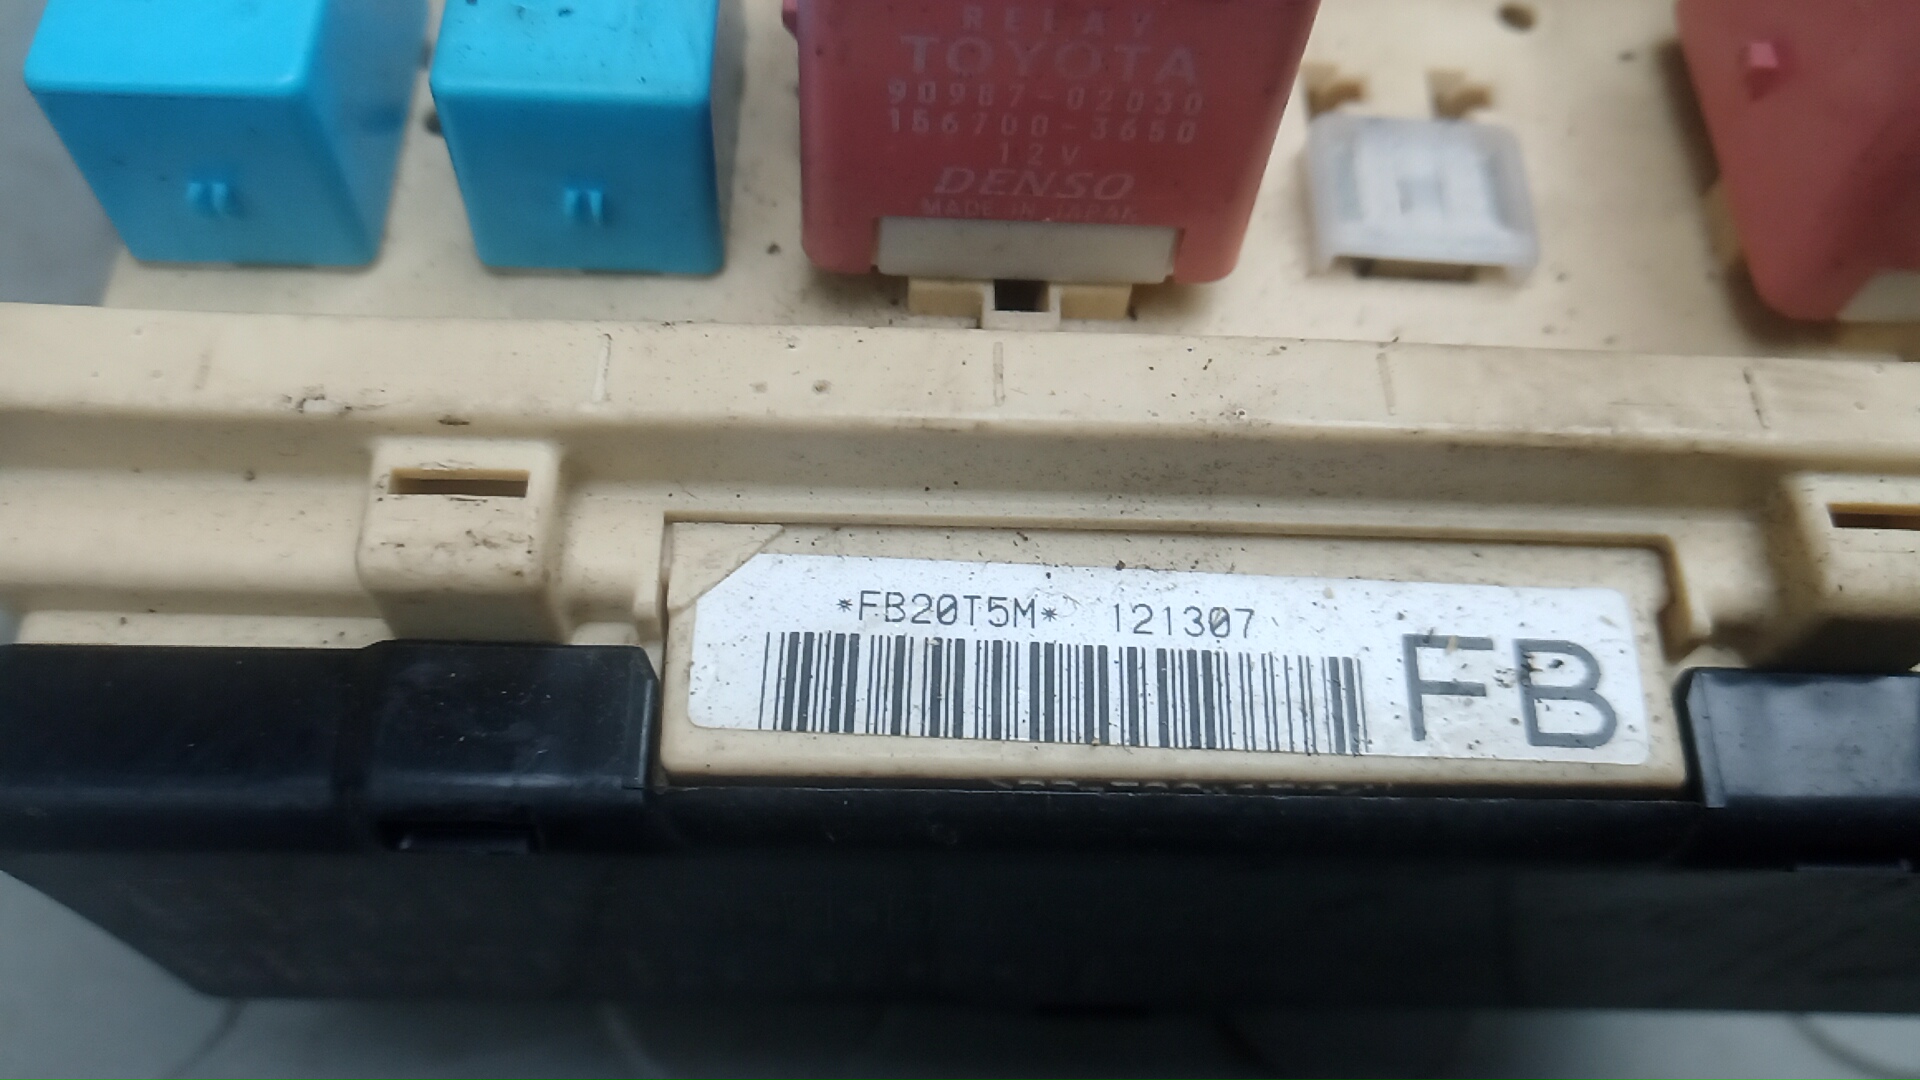 RELAY
TOYOTA
90987-02030
156700-3650
12V
DENSO
MADE IN JAPAN
*FB20T5M* 121307
FB